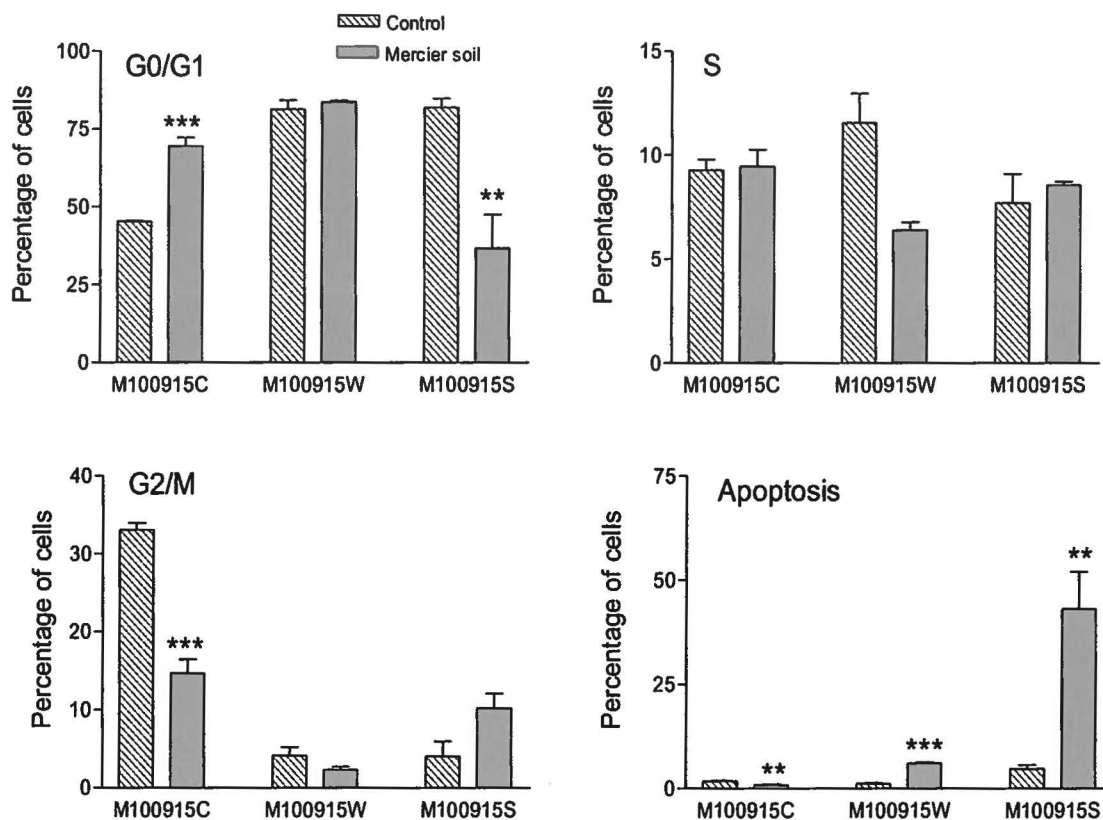 Control
Mercier soil
G0/G1
Percentage of cells
100
75
50
25
0
***
**
M100915C M100915W M100915S
S
Percentage of cells
15
10
5
0
M100915C M100915W M100915S
G2/M
Percentage of cells
40
30
20
10
0
***
M100915C M100915W M100915S
Apoptosis
Percentage of cells
75
50
25
0
**
***
**
M100915C M100915W M100915S